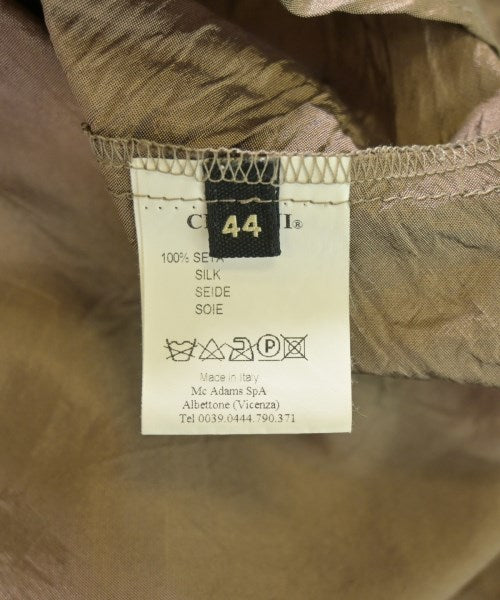 44
100% SETA
SILK
SEIDE
SOIE
Made in Italy
Mc Adams SpA
Albettone (Vicenza)
Tel 0039.0444.790.371